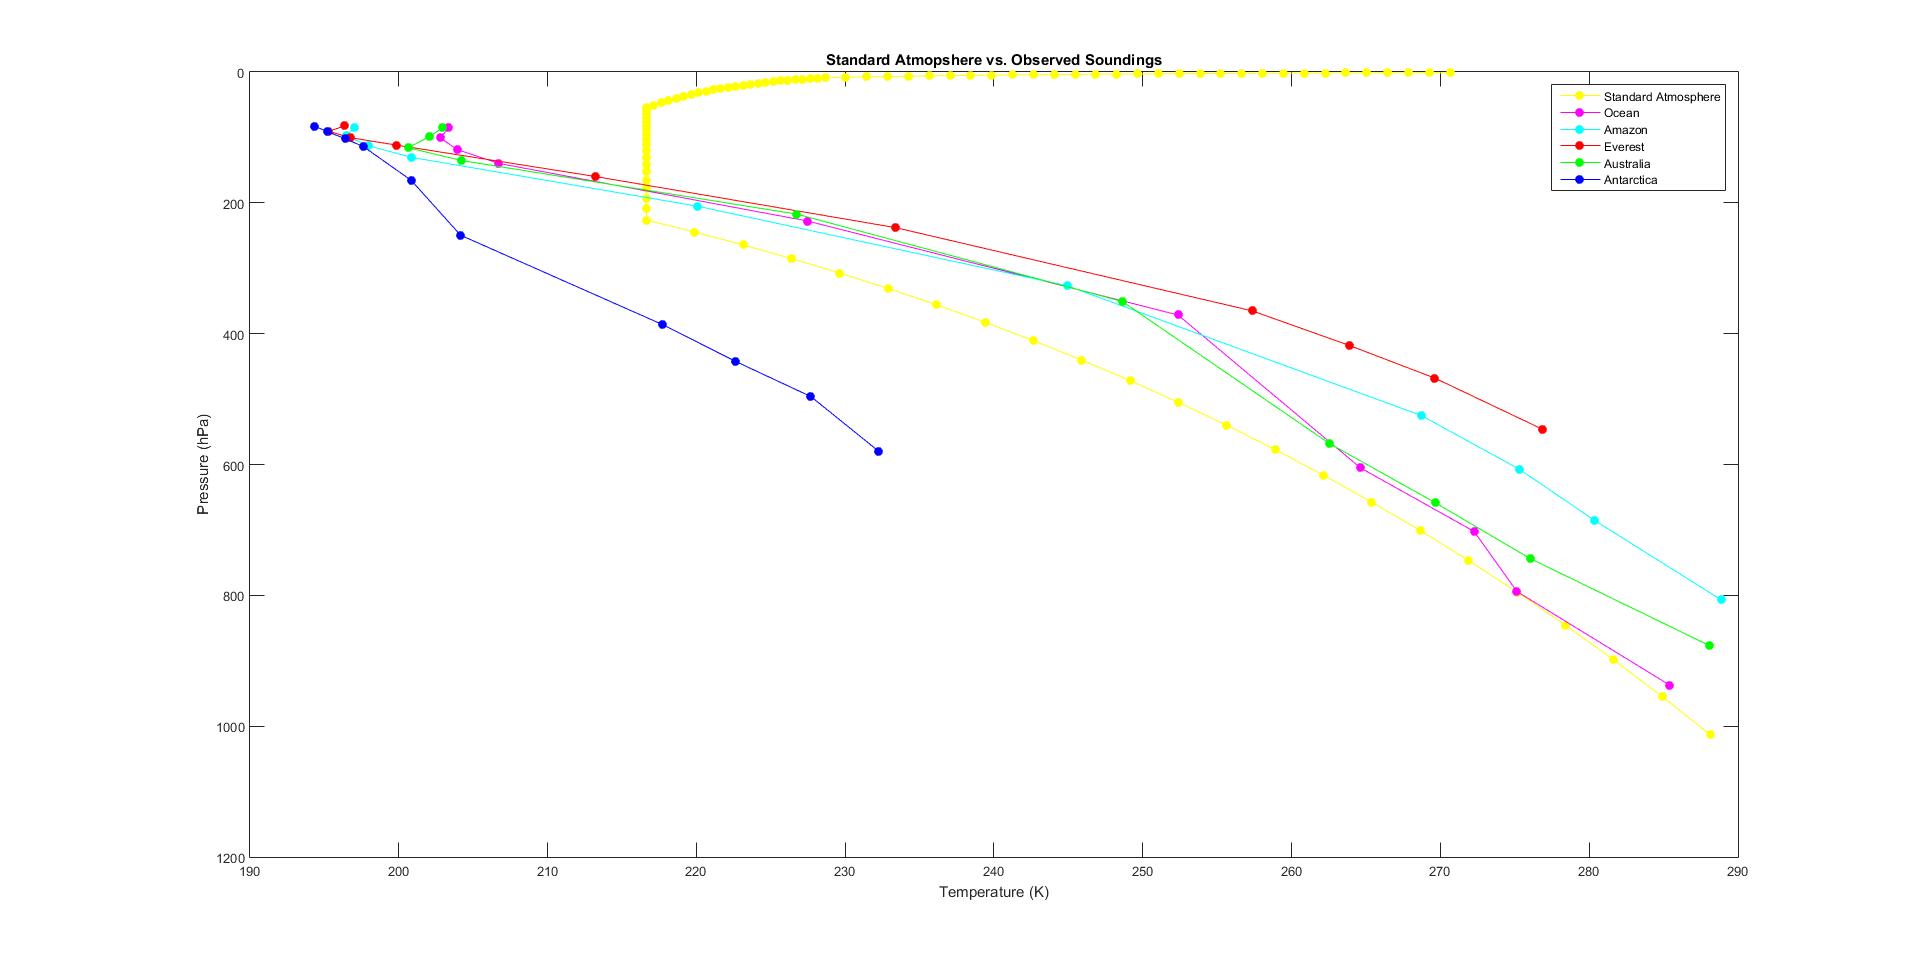 Standard Atmopshere vs. Observed Soundings
0
200
400
600
800
1000
1200
Pressure (hPa)
Standard Atmosphere
Ocean
Amazon
Everest
Australia
Antarctica
190 200 210 220 230 240 250 260 270 280 290
Temperature (K)